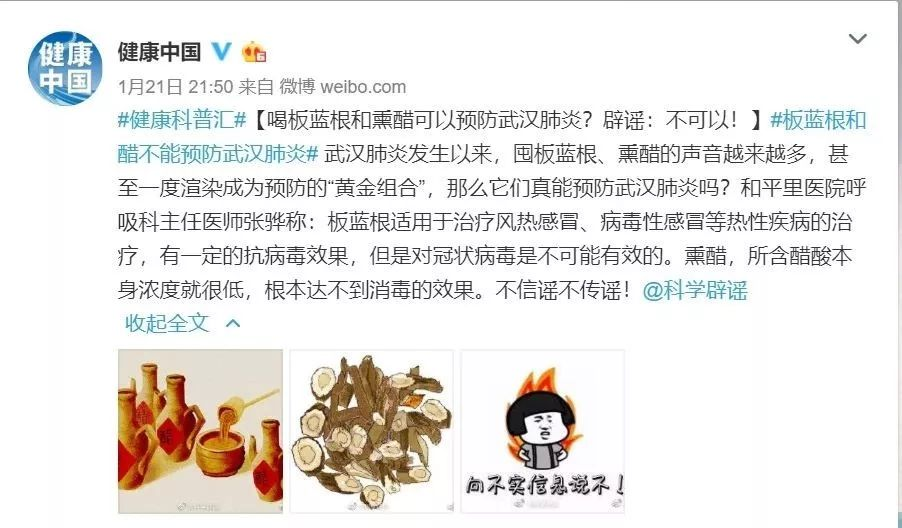 健康
中国
健康中国
1月21日 21:50 来自 微博 weibo.com
#健康科普汇#【喝板蓝根和熏醋可以预防武汉肺炎？辟谣：不可以！】#板蓝根和
醋不能预防武汉肺炎# 武汉肺炎发生以来，囤板蓝根、熏醋的声音越来越多，甚
至一度渲染成为预防的“黄金组合”，那么它们真能预防武汉肺炎吗？和平里医院呼
吸科主任医师张骅称：板蓝根适用于治疗风热感冒、病毒性感冒等热性疾病的治
疗，有一定的抗病毒效果，但是对冠状病毒是不可能有效的。熏醋，所含醋酸本
身浓度就很低，根本达不到消毒的效果。不信谣不传谣！@科学辟谣
收起全文
醋
向不实信息说不！